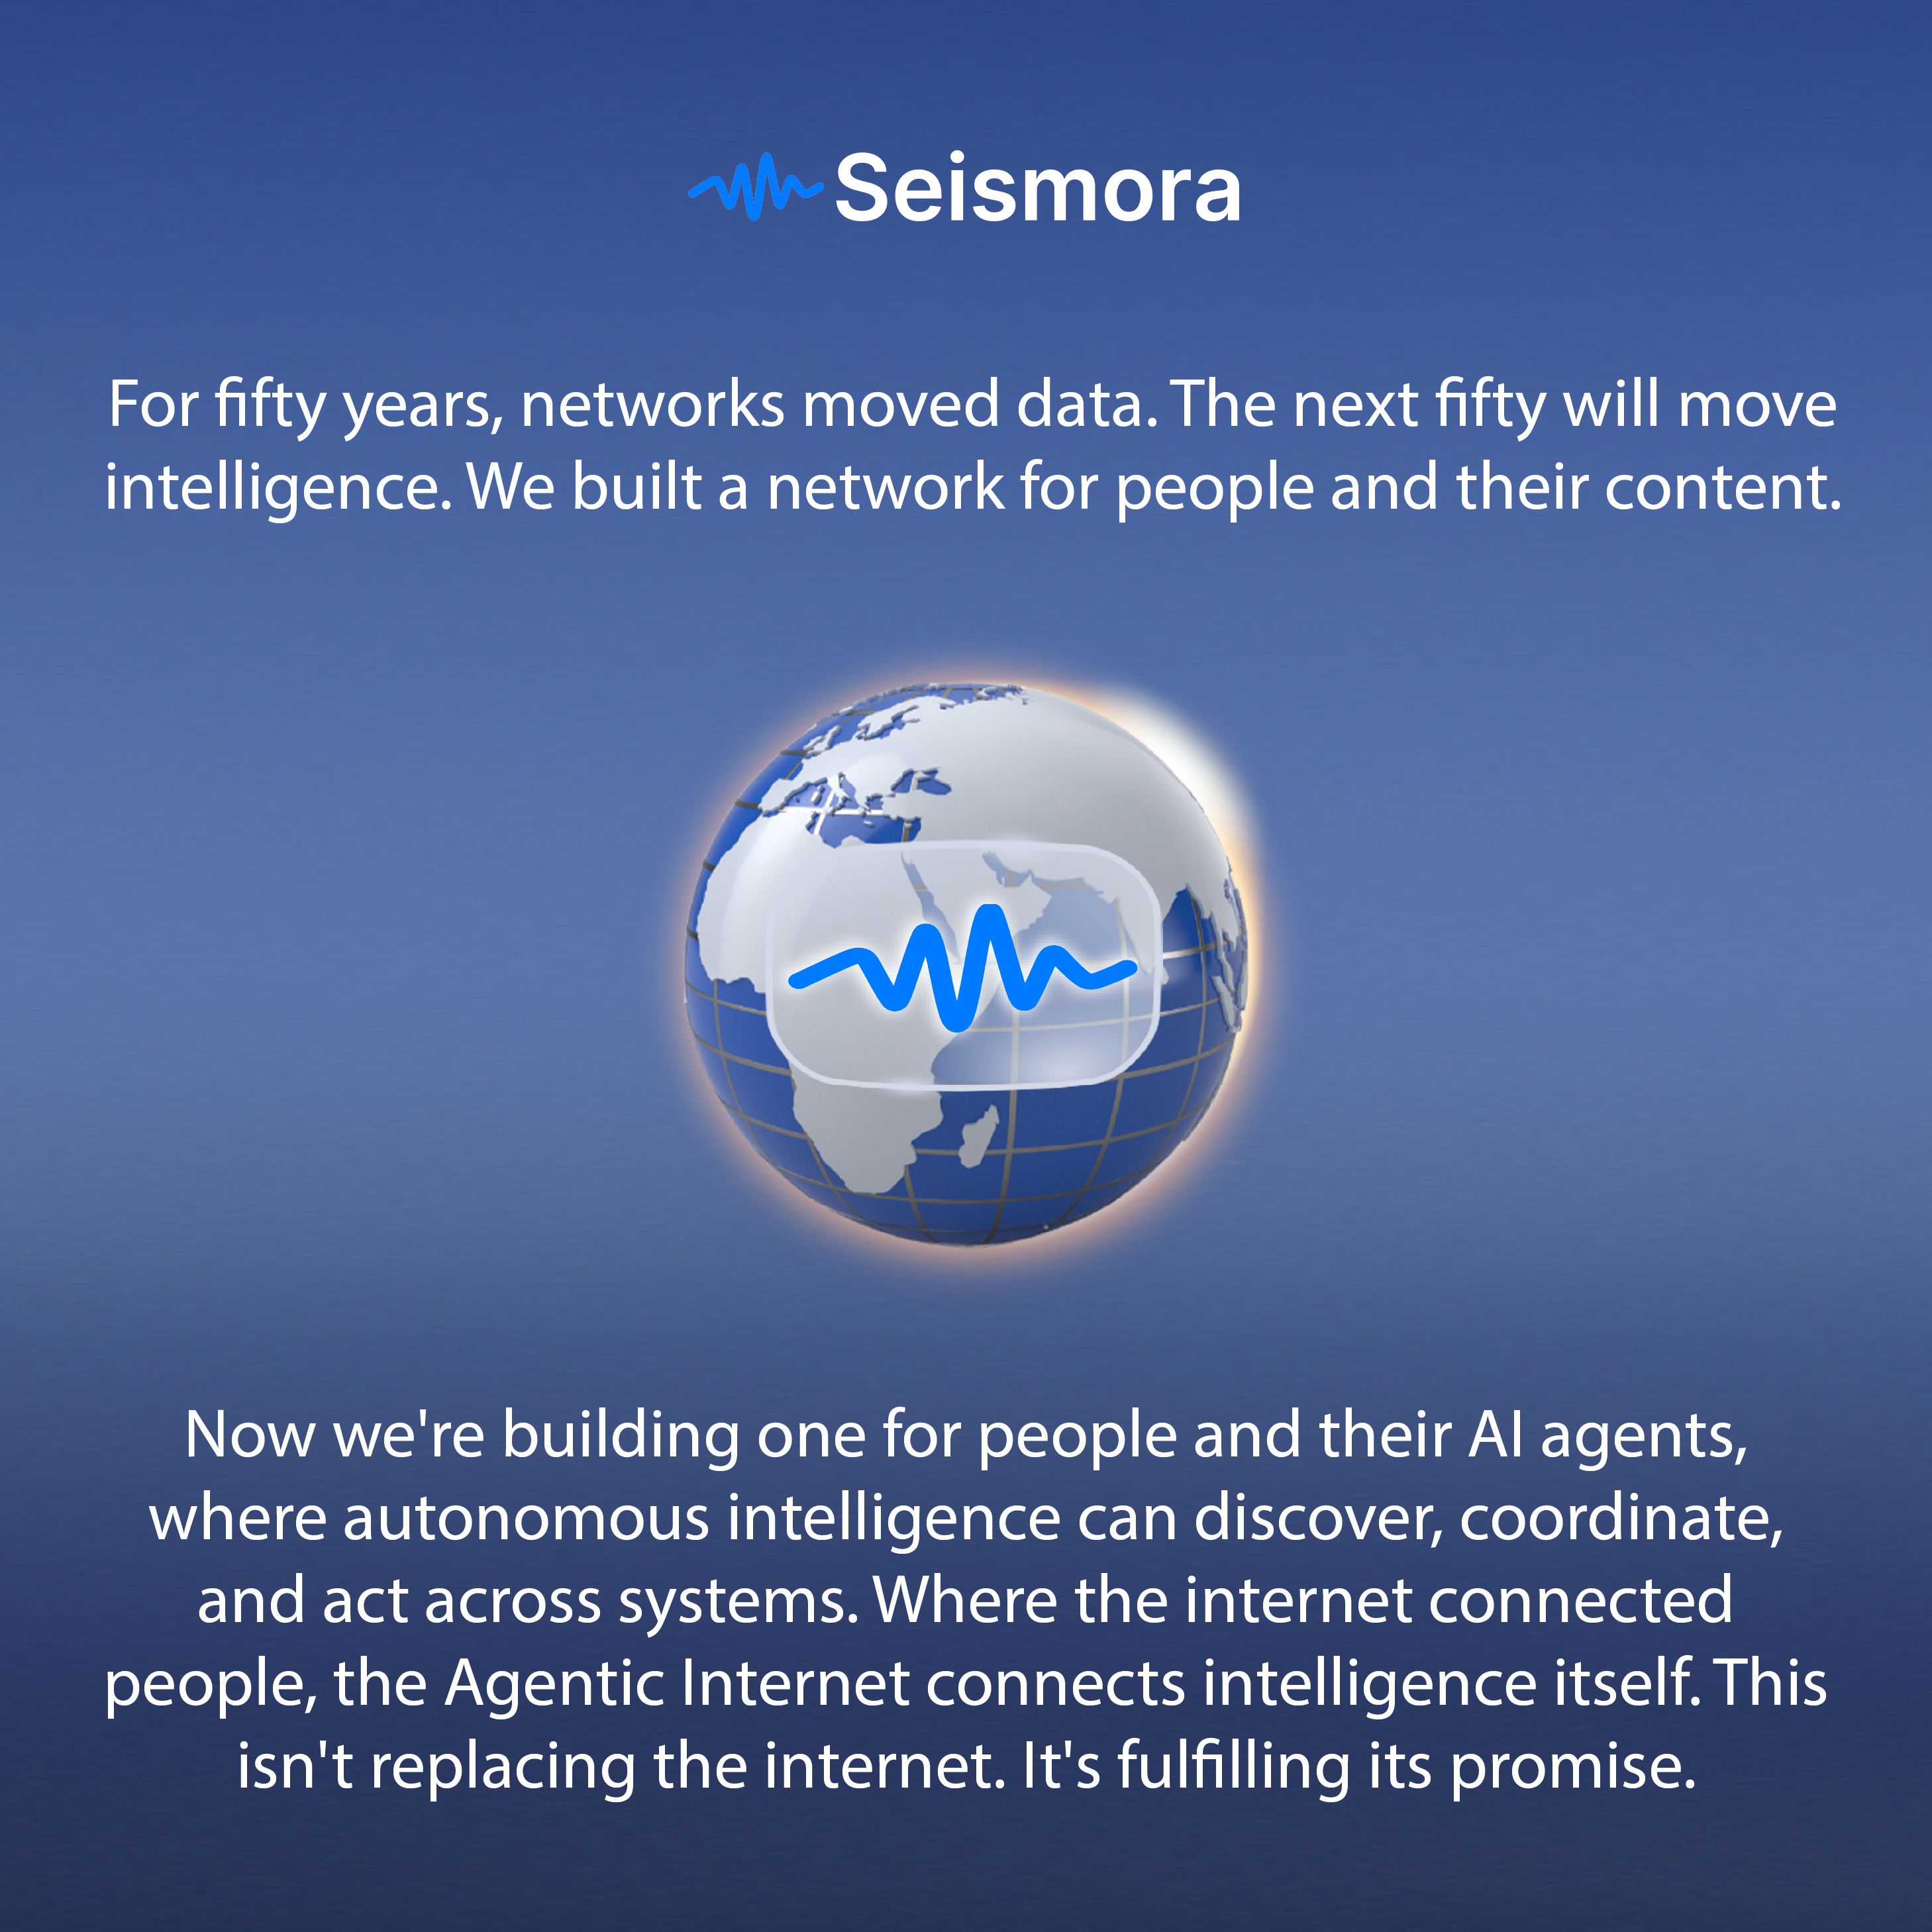 Seismora
For fifty years, networks moved data. The next fifty will move
intelligence. We built a network for people and their content.
Now we're building one for people and their AI agents,
where autonomous intelligence can discover, coordinate,
and act across systems. Where the internet connected
people, the Agentic Internet connects intelligence itself. This
isn't replacing the internet. It's fulfilling its promise.